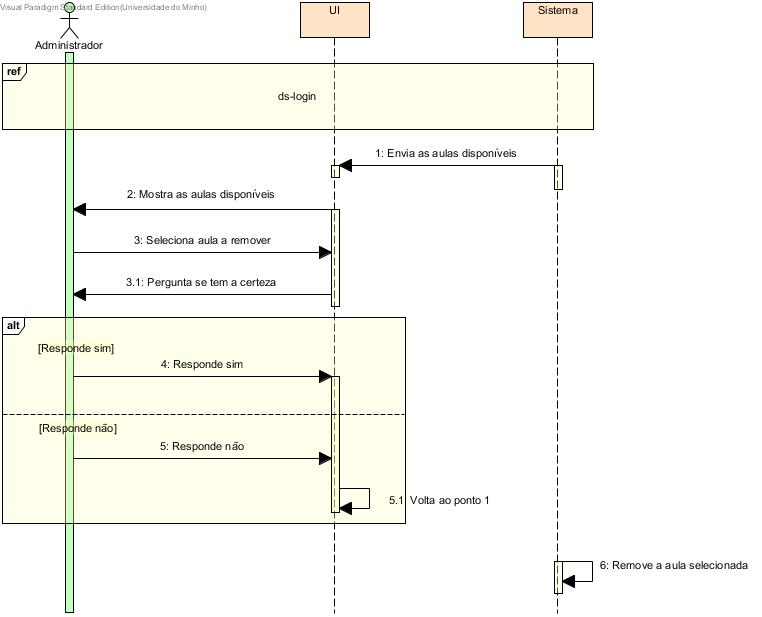 Visual Paradigm Standard Edition(Universidade do Minho)
UI
Sistema
Administrador
ref
ds-login
1: Envia as aulas disponíveis
2: Mostra as aulas disponíveis
3: Seleciona aula a remover
3.1: Pergunta se tem a certeza
alt
[Responde sim]
4: Responde sim
[Responde não]
5: Responde não
5.1 Volta ao ponto 1
6: Remove a aula selecionada